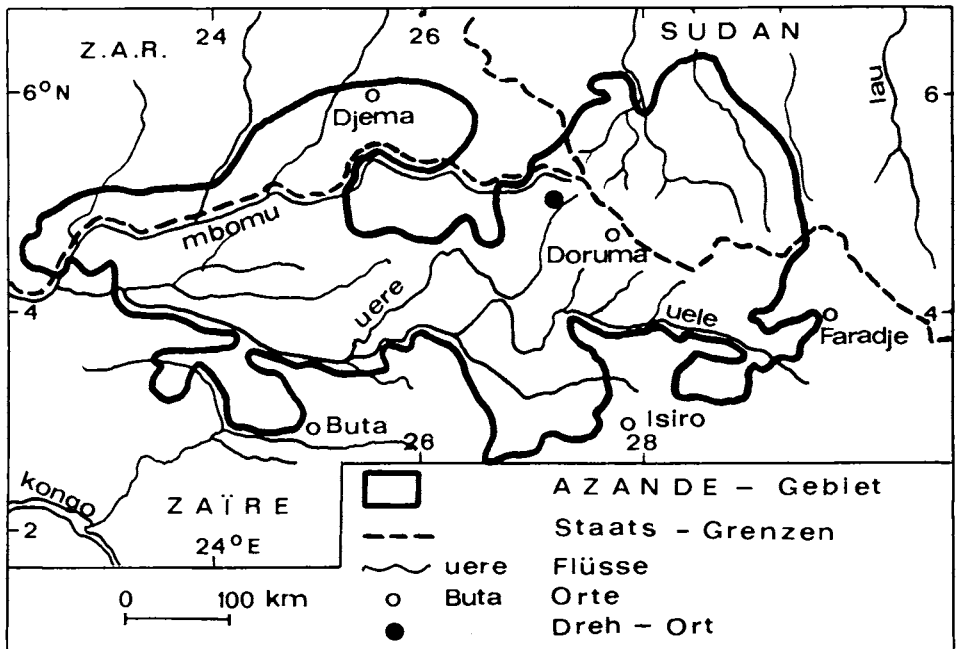 24
26
SUDAN
Z.A.R.
6°N
6
Djema
lau
mbomu
Doruma
uere
4
uele
4
Faradje
Buta
Isiro
26
28
kongo
ZAÏRE
2
24°E
AZANDE – Gebiet
Staats - Grenzen
uere Flüsse
0 100 km
Buta Orte
Dreh – Ort